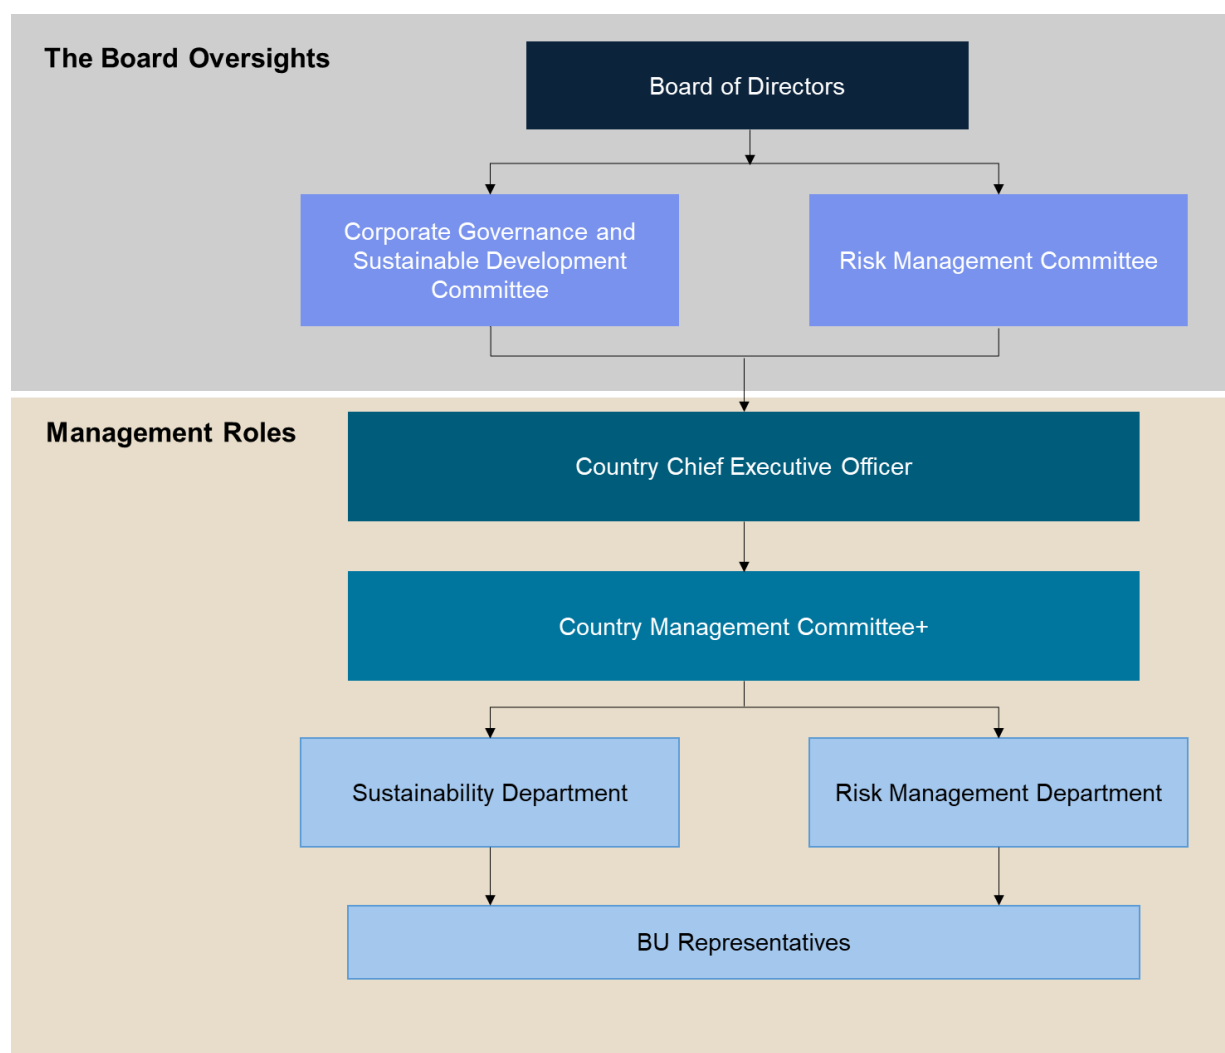 The Board Oversights
Board of Directors
Corporate Governance and
Sustainable Development
Committee
Risk Management Committee
Management Roles
Country Chief Executive Officer
Country Management Committee+
Sustainability Department
Risk Management Department
BU Representatives